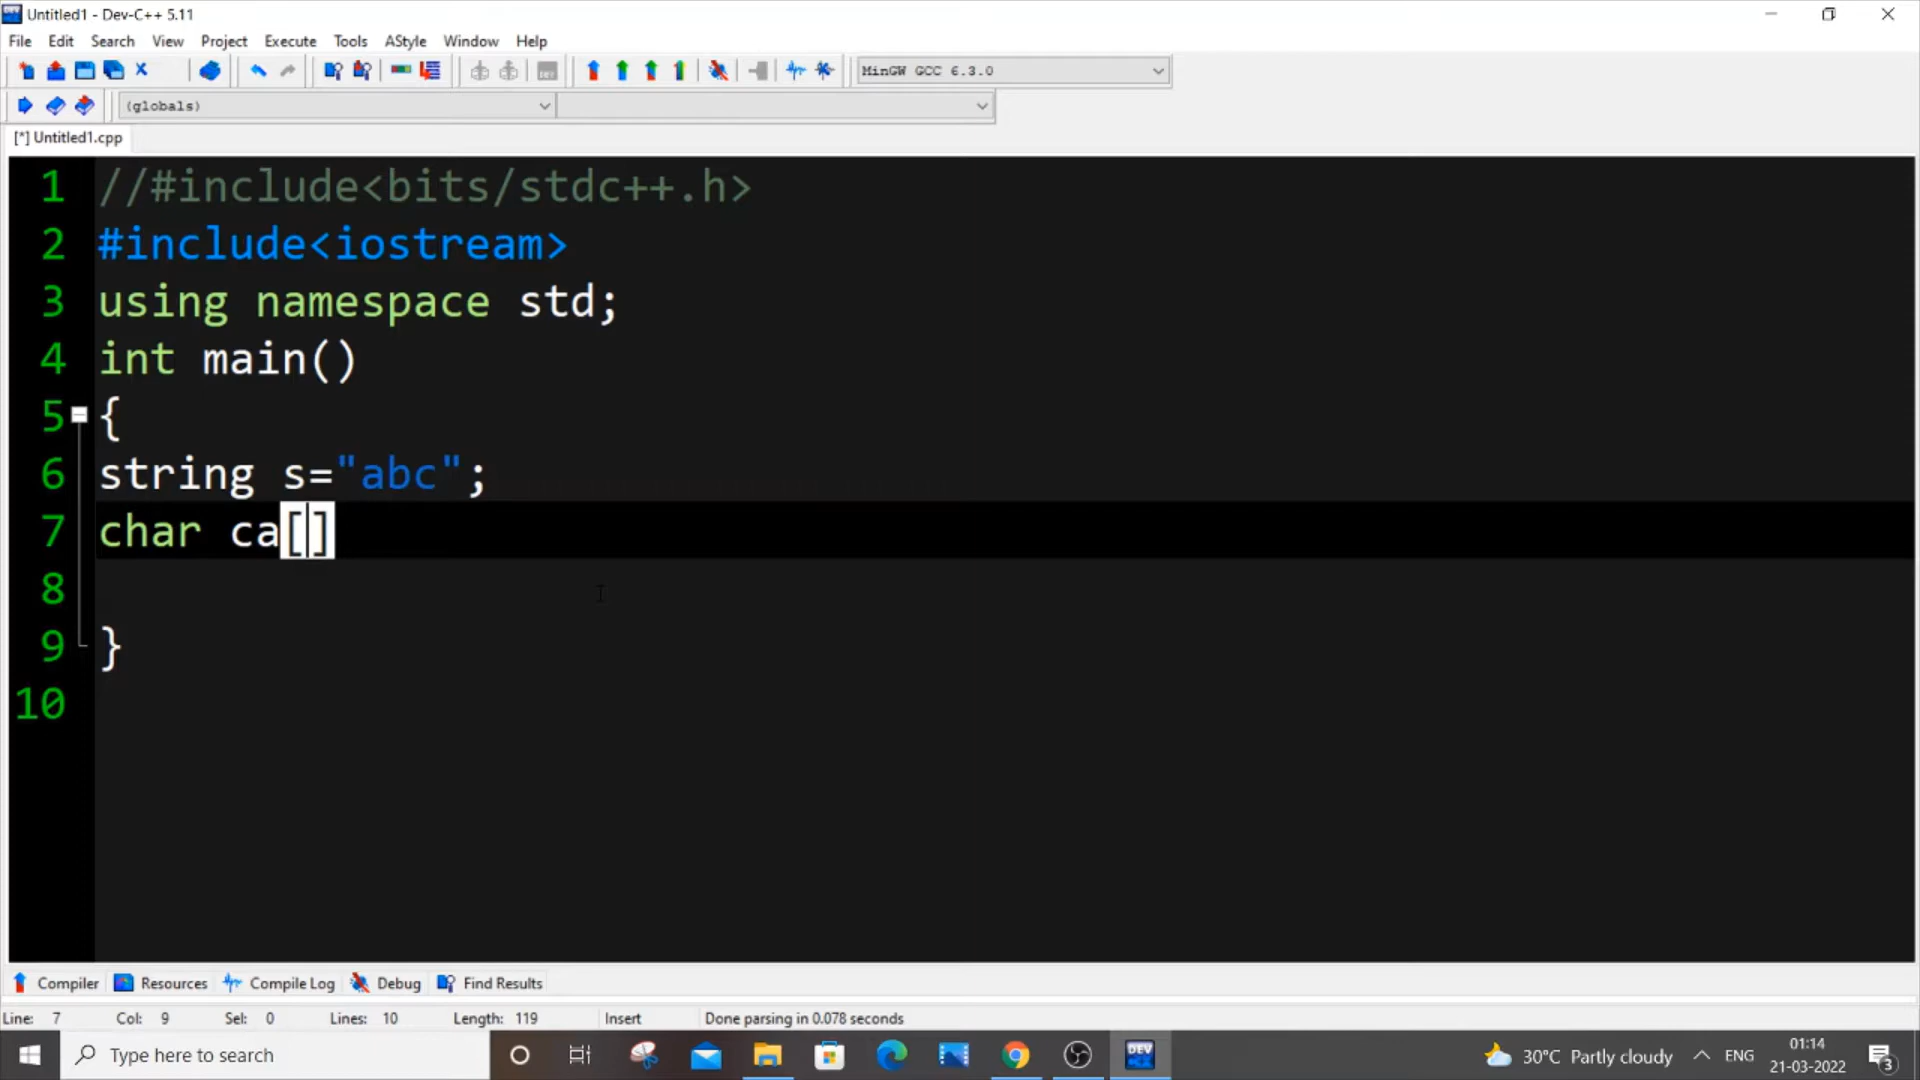 Untitled1 - Dev-C++ 5.11
File Edit Search View Project Execute Tools AStyle Window Help
MinGW GCC 6.3.0
(globals)
[*] Untitled1.cpp
1 //#include<bits/stdc++.h>
2 #include<iostream>
3 using namespace std;
4 int main()
5 {
6 string s="abc";
7 char ca[]
8
9 }
10
Compiler Resources Compile Log Debug Find Results
Line: 7 Col: 9 Sel: 0 Lines: 10 Length: 119 Insert Done parsing in 0.078 seconds
Type here to search DEV 30°C Partly cloudy ENG 01:14
21-03-2022 3